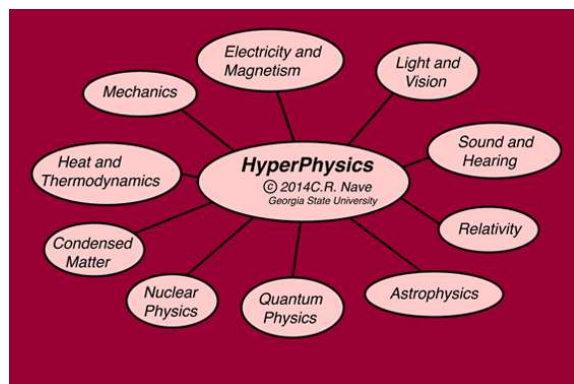 Electricity and
Magnetism
Light and
Vision
Mechanics
Sound and
Hearing
HyperPhysics
© 2014C.R. Nave
Georgia State University
Heat and
Thermodynamics
Relativity
Condensed
Matter
Nuclear
Physics
Quantum
Physics
Astrophysics